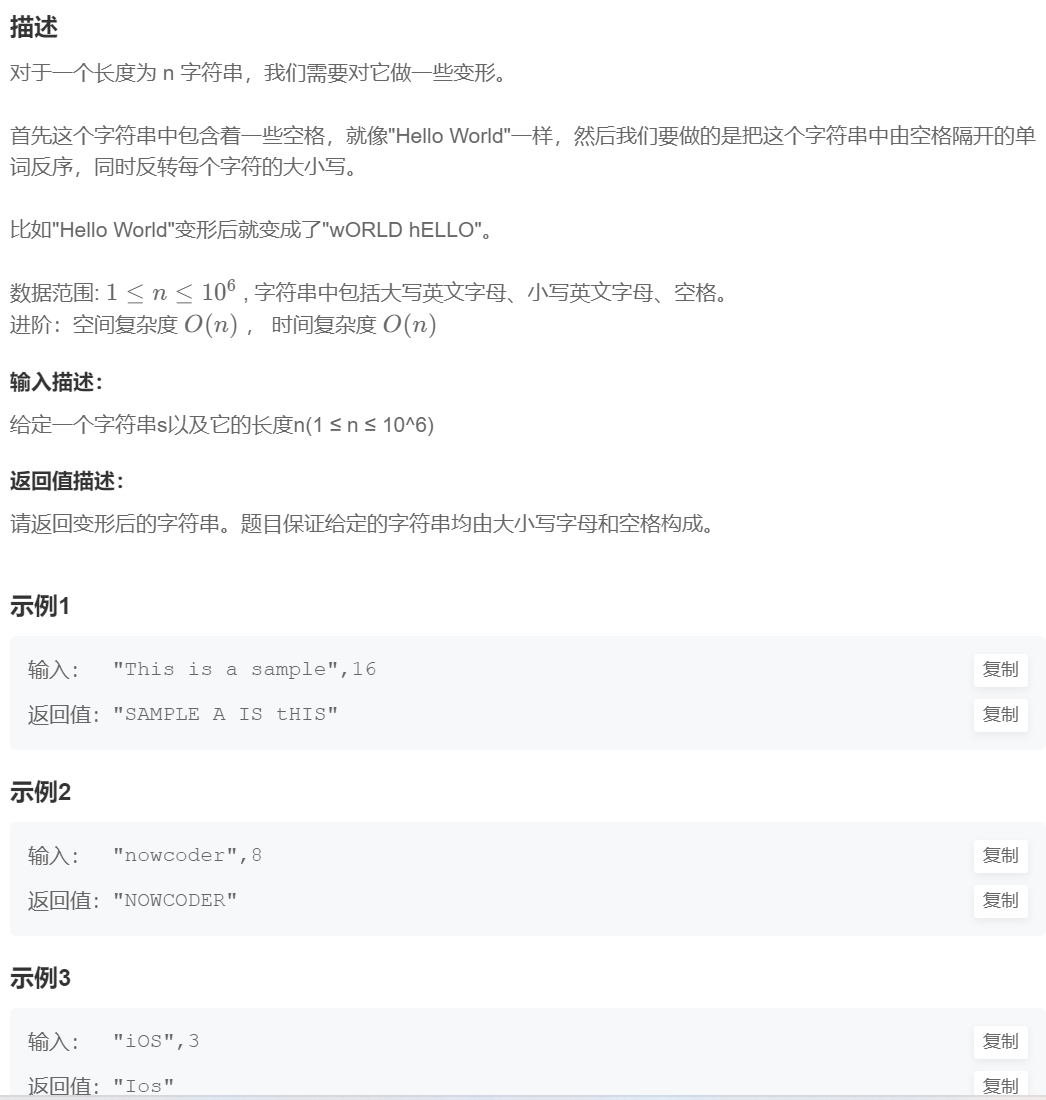 描述
对于一个长度为 n 字符串，我们需要对它做一些变形。
首先这个字符串中包含着一些空格，就像"Hello World"一样，然后我们要做的是把这个字符串中由空格隔开的单
词反序，同时反转每个字符的大小写。
比如"Hello World"变形后就变成了"wORLD hELLO"。
数据范围: 1 ≤ n ≤ 10^6 , 字符串中包括大写英文字母、小写英文字母、空格。
进阶：空间复杂度 O(n) ， 时间复杂度 O(n)
输入描述：
给定一个字符串s以及它的长度n(1 ≤ n ≤ 10^6)
返回值描述：
请返回变形后的字符串。题目保证给定的字符串均由大小写字母和空格构成。
示例1
输入： "This is a sample",16 复制
返回值： "SAMPLE A IS tHIS" 复制
示例2
输入： "nowcoder",8 复制
返回值： "NOWCODER" 复制
示例3
输入： "iOS",3 复制
返回值： "Ios" 复制